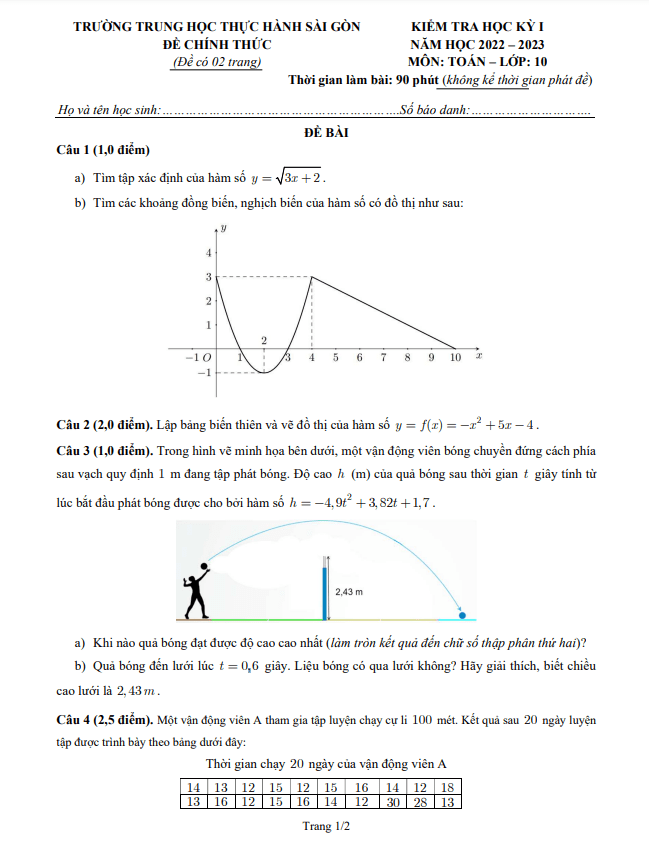 TRƯỜNG TRUNG HỌC THỰC HÀNH SÀI GÒN
ĐỀ CHÍNH THỨC
(Đề có 02 trang)
KIỂM TRA HỌC KỲ I
NĂM HỌC 2022 – 2023
MÔN: TOÁN – LỚP: 10
Thời gian làm bài: 90 phút (không kể thời gian phát đề)
Họ và tên học sinh:……………………………………………………….Số báo danh:……………………………….
ĐỀ BÀI
Câu 1 (1,0 điểm)
a) Tìm tập xác định của hàm số y = √(3x + 2) .
b) Tìm các khoảng đồng biến, nghịch biến của hàm số có đồ thị như sau:
y
4
3
2
1
2
−1 O 1 3 4 5 6 7 8 9 10 x
−1
Câu 2 (2,0 điểm). Lập bảng biến thiên và vẽ đồ thị của hàm số y = f(x) = −x² + 5x − 4 .
Câu 3 (1,0 điểm). Trong hình vẽ minh họa bên dưới, một vận động viên bóng chuyền đứng cách phía
sau vạch quy định 1 m đang tập phát bóng. Độ cao h (m) của quả bóng sau thời gian t giây tính từ
lúc bắt đầu phát bóng được cho bởi hàm số h = −4,9t² + 3,82t + 1,7 .
2,43 m
a) Khi nào quả bóng đạt được độ cao cao nhất (làm tròn kết quả đến chữ số thập phân thứ hai)?
b) Quả bóng đến lưới lúc t = 0,6 giây. Liệu bóng có qua lưới không? Hãy giải thích, biết chiều
cao lưới là 2,43 m .
Câu 4 (2,5 điểm). Một vận động viên A tham gia tập luyện chạy cự li 100 mét. Kết quả sau 20 ngày luyện
tập được trình bày theo bảng dưới đây:
Thời gian chạy 20 ngày của vận động viên A
14 13 12 15 12 15 16 14 12 18
13 16 12 15 16 14 12 30 28 13
Trang 1/2